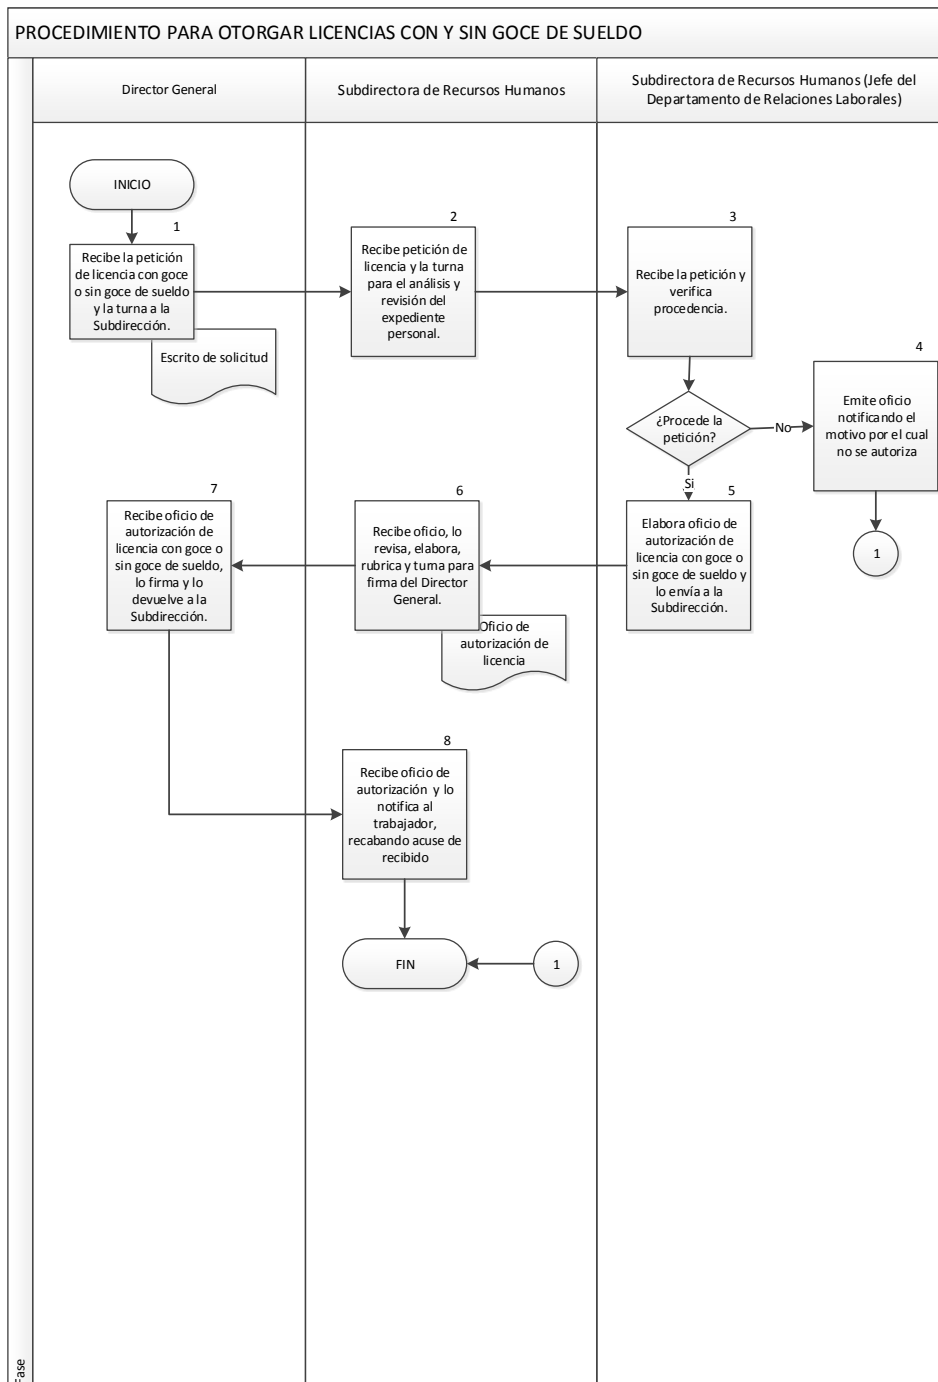 PROCEDIMIENTO PARA OTORGAR LICENCIAS CON Y SIN GOCE DE SUELDO
Director General
Subdirectora de Recursos Humanos
Subdirectora de Recursos Humanos (Jefe del
Departamento de Relaciones Laborales)
INICIO
1
Recibe la petición
de licencia con goce
o sin goce de sueldo
y la turna a la
Subdirección.
Escrito de solicitud
2
Recibe petición de
licencia y la turna
para el análisis y
revisión del
expediente
personal.
3
Recibe la petición y
verifica
procedencia.
¿Procede la
petición?
No
4
Emite oficio
notificando el
motivo por el cual
no se autoriza
1
Si
5
Elabora oficio de
autorización de
licencia con goce o
sin goce de sueldo y
lo envía a la
Subdirección.
6
Recibe oficio, lo
revisa, elabora,
rubrica y turna para
firma del Director
General.
Oficio de
autorización de
licencia
7
Recibe oficio de
autorización de
licencia con goce o
sin goce de sueldo,
lo firma y lo
devuelve a la
Subdirección.
8
Recibe oficio de
autorización y lo
notifica al
trabajador,
recabando acuse de
recibido
FIN
1
Fase